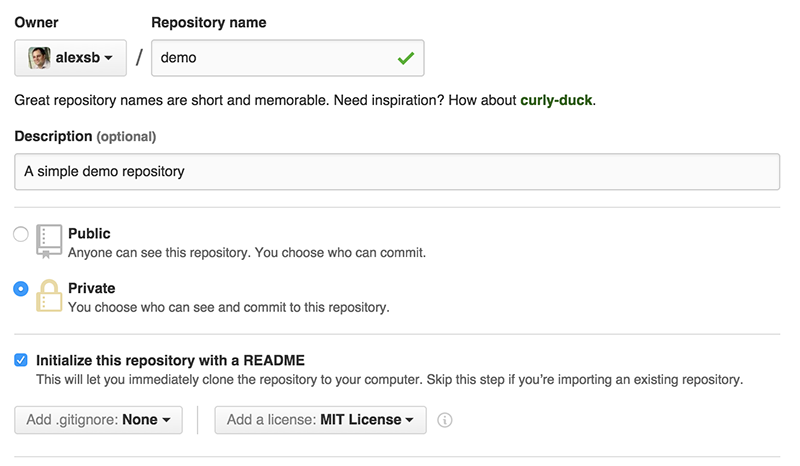 Owner Repository name
alexsb / demo
Great repository names are short and memorable. Need inspiration? How about curly-duck.
Description (optional)
A simple demo repository
Public
Anyone can see this repository. You choose who can commit.
Private
You choose who can see and commit to this repository.
Initialize this repository with a README
This will let you immediately clone the repository to your computer. Skip this step if you’re importing an existing repository.
Add .gitignore: None Add a license: MIT License